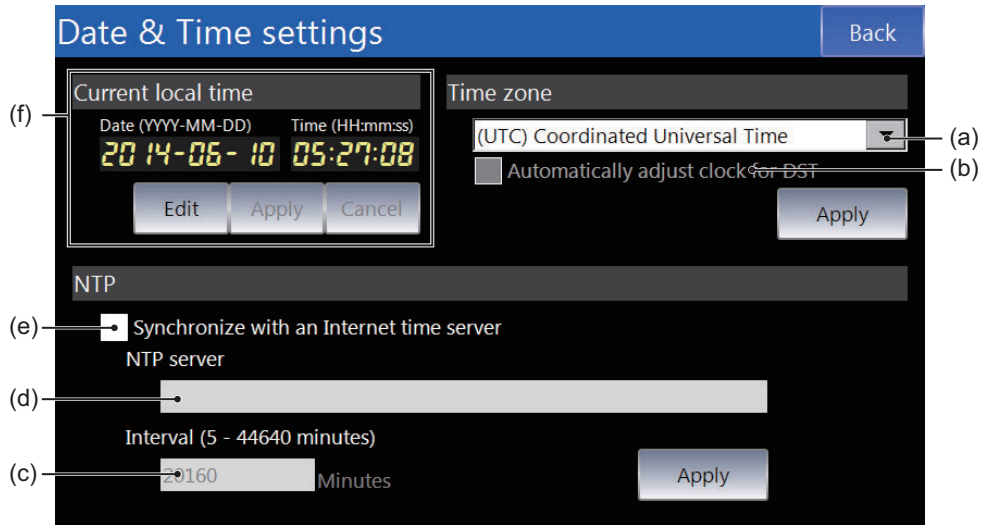 Date & Time settings
Back
(f)
Current local time
Date (YYYY-MM-DD) Time (HH:mm:ss)
2014-06-10 05:27:08
Edit Apply Cancel
Time zone
(UTC) Coordinated Universal Time
(a)
Automatically adjust clock for DST
(b)
Apply
NTP
(e)
Synchronize with an Internet time server
NTP server
(d)
Interval (5 - 44640 minutes)
(c)
20160 Minutes
Apply